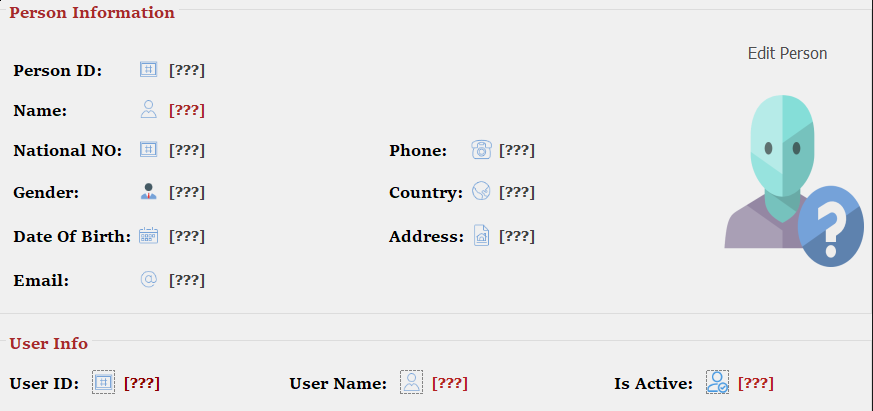 Person Information
Edit Person
Person ID: [???]
Name: [???]
National NO: [???] Phone: [???]
Gender: [???] Country: [???]
Date Of Birth: [???] Address: [???]
Email: @ [???]
User Info
User ID: [???] User Name: [???] Is Active: [???]